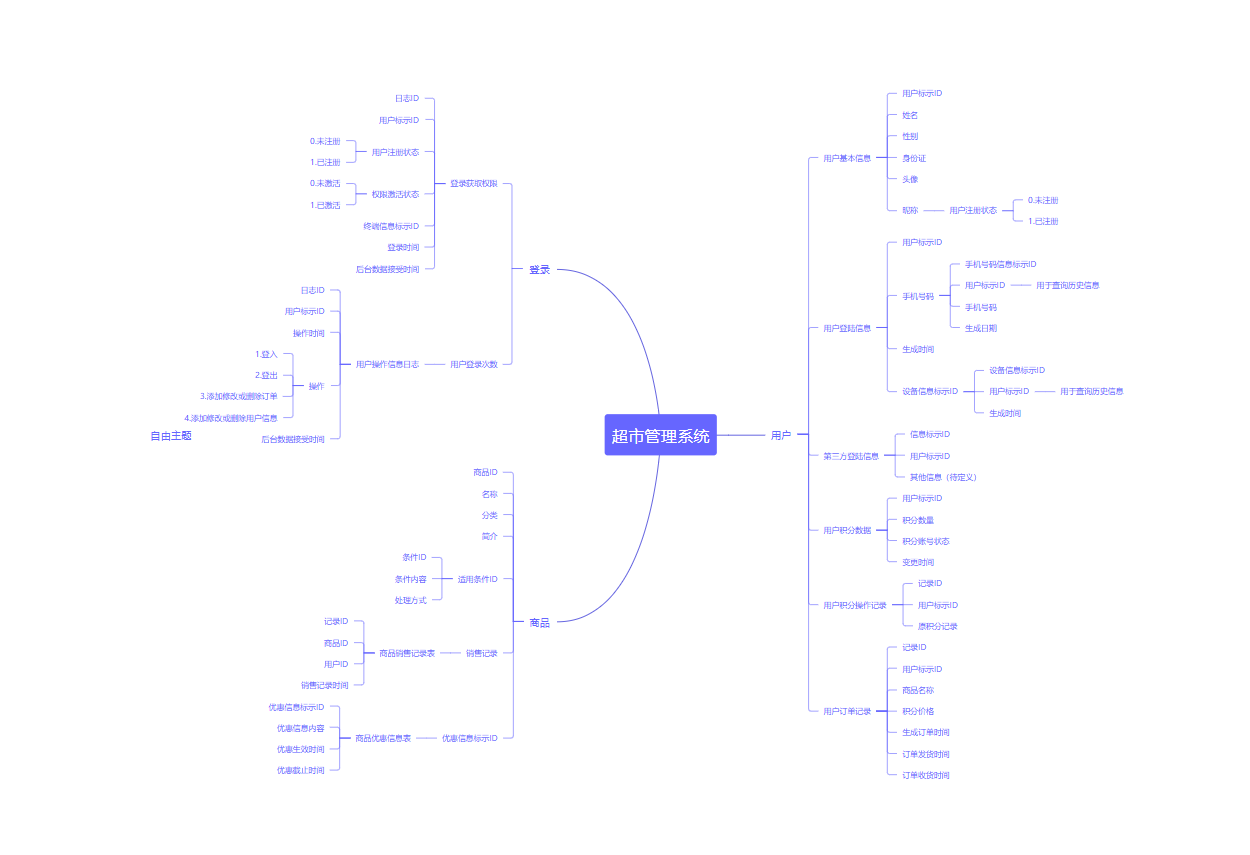 超市管理系统
用户
用户基本信息
用户标示ID
姓名
性别
身份证
头像
昵称
用户注册状态
0.未注册
1.已注册
用户登陆信息
用户标示ID
手机号码
手机号码信息标示ID
用户标示ID
用于查询历史信息
手机号码
生成日期
生成时间
设备信息标示ID
设备信息标示ID
用户标示ID
用于查询历史信息
生成时间
第三方登陆信息
信息标示ID
用户标示ID
其他信息（待定义）
用户积分数据
用户标示ID
积分数量
积分账号状态
变更时间
用户积分操作记录
记录ID
用户标示ID
原积分记录
用户订单记录
记录ID
用户标示ID
商品名称
积分价格
生成订单时间
订单发货时间
订单收货时间
登录
登录获取权限
日志ID
用户标示ID
用户注册状态
0.未注册
1.已注册
权限激活状态
0.未激活
1.已激活
终端信息标示ID
登录时间
后台数据接受时间
用户登录次数
用户操作信息日志
日志ID
用户标示ID
操作时间
操作
1.登入
2.登出
3.添加修改或删除订单
4.添加修改或删除用户信息
后台数据接受时间
商品
商品ID
名称
分类
简介
适用条件ID
条件ID
条件内容
处理方式
销售记录
商品销售记录表
记录ID
商品ID
用户ID
销售记录时间
优惠信息标示ID
商品优惠信息表
优惠信息标示ID
优惠信息内容
优惠生效时间
优惠截止时间
自由主题